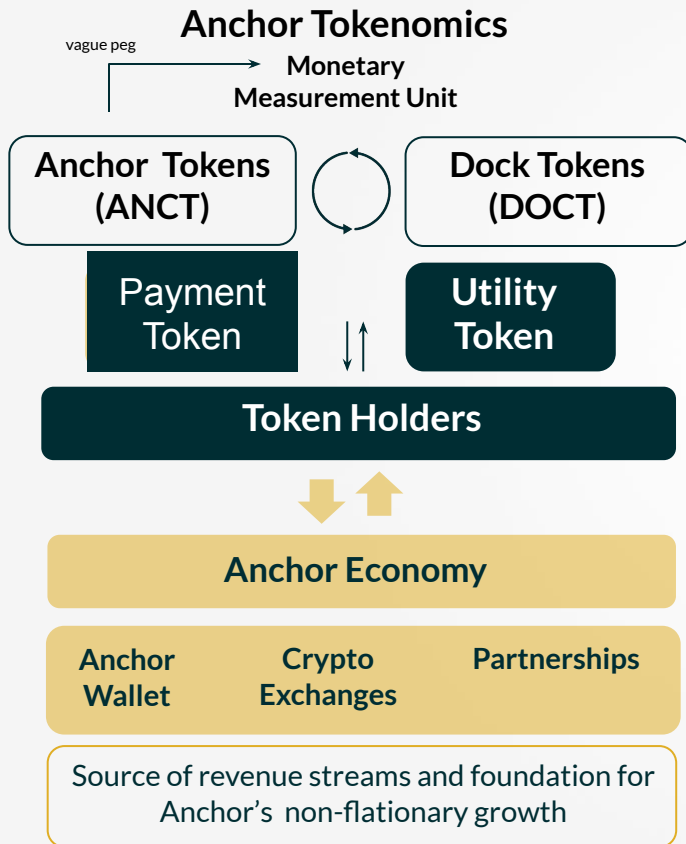 Anchor Tokenomics
vague peg
Monetary
Measurement Unit
Anchor Tokens
(ANCT)
Dock Tokens
(DOCT)
Payment
Token
Utility
Token
Token Holders
Anchor Economy
Anchor
Wallet
Crypto
Exchanges
Partnerships
Source of revenue streams and foundation for
Anchor’s non-flationary growth